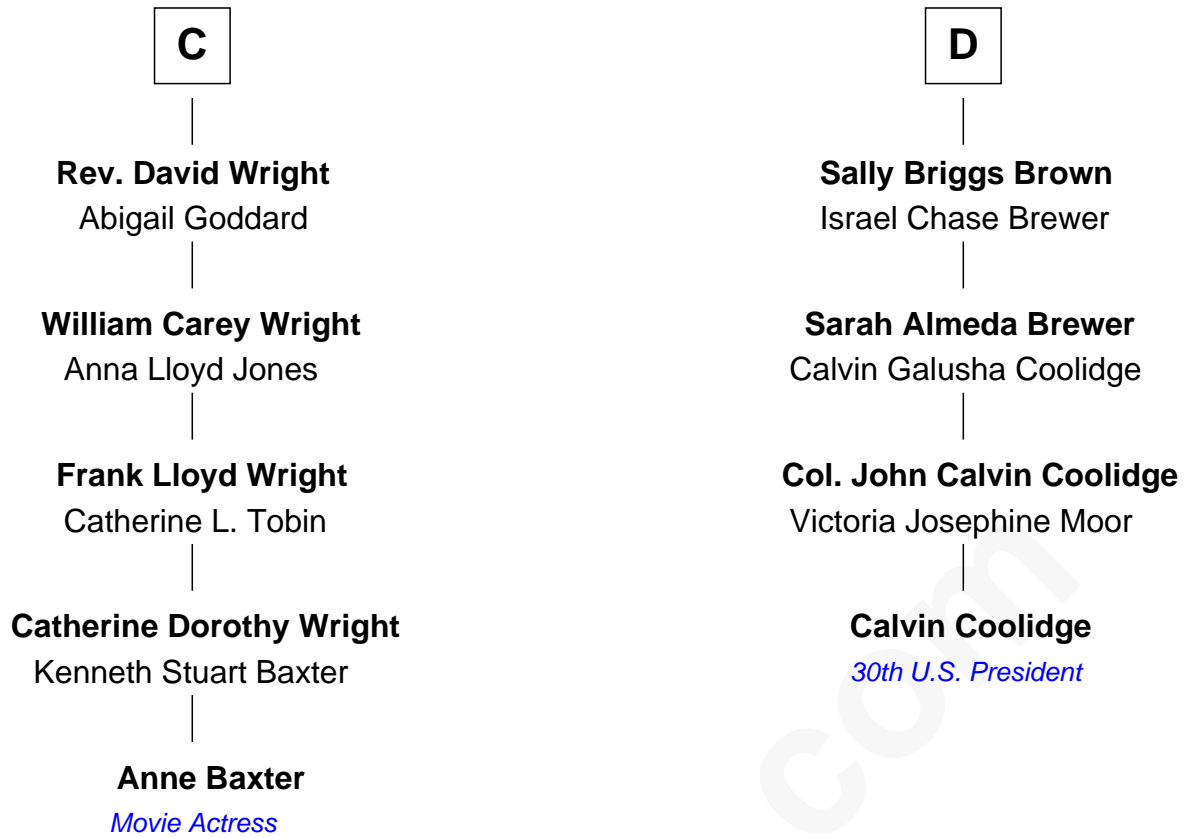 C
Rev. David Wright
Abigail Goddard
William Carey Wright
Anna Lloyd Jones
Frank Lloyd Wright
Catherine L. Tobin
Catherine Dorothy Wright
Kenneth Stuart Baxter
Anne Baxter
Movie Actress
D
Sally Briggs Brown
Israel Chase Brewer
Sarah Almeda Brewer
Calvin Galusha Coolidge
Col. John Calvin Coolidge
Victoria Josephine Moor
Calvin Coolidge
30th U.S. President
com